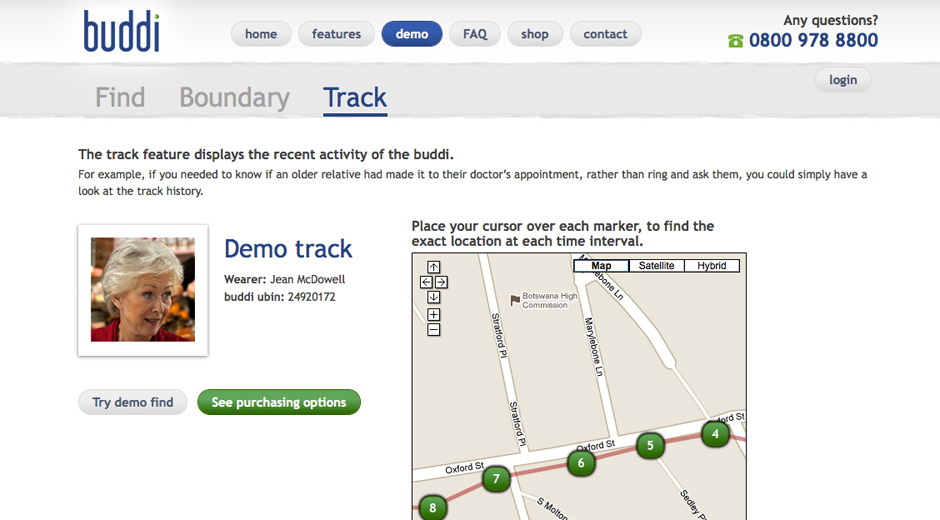 buddi
home
features
demo
FAQ
shop
contact
Any questions?
0800 978 8800
login
Find
Boundary
Track
The track feature displays the recent activity of the buddi.
For example, if you needed to know if an older relative had made it to their doctor's appointment, rather than ring and ask them, you could simply have a
look at the track history.
Demo track
Wearer: Jean McDowell
buddi ubin: 24920172
Try demo find
See purchasing options
Place your cursor over each marker, to find the
exact location at each time interval.
Map
Satellite
Hybrid
Marylebone Ln
Botswana High
Commission
Stratford Pl
Marylebone Ln
Stratford Pl
Oxford St
Oxford St
4
5
6
7
8
S Molton
Sedley Pl